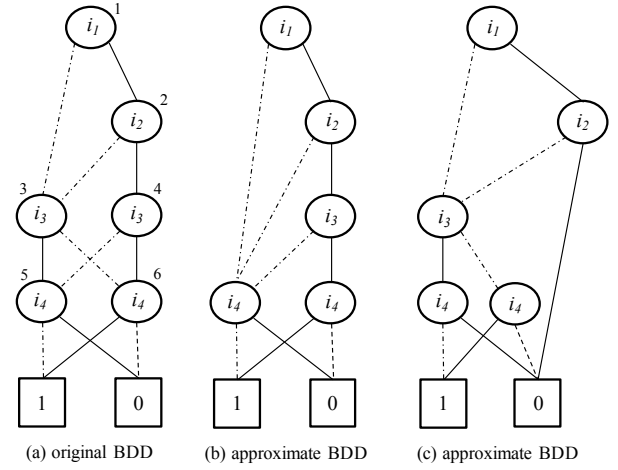 1
i1 i1 i1
2
i2 i2 i2
3 4
i3 i3 i3 i3
5 6
i4 i4 i4 i4 i4 i4
1 0 1 0 1 0
(a) original BDD (b) approximate BDD (c) approximate BDD